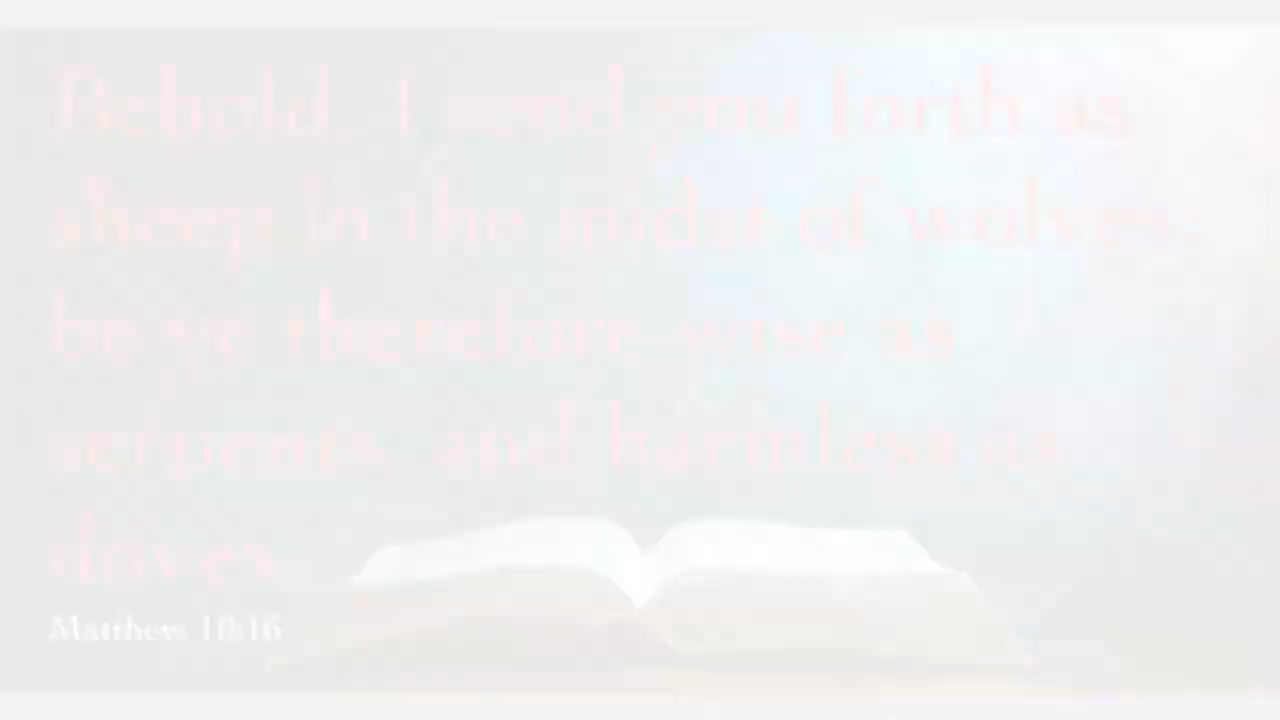 Behold, I send you forth as
sheep in the midst of wolves:
be ye therefore wise as
serpents, and harmless as
doves.
Matthew 10:16